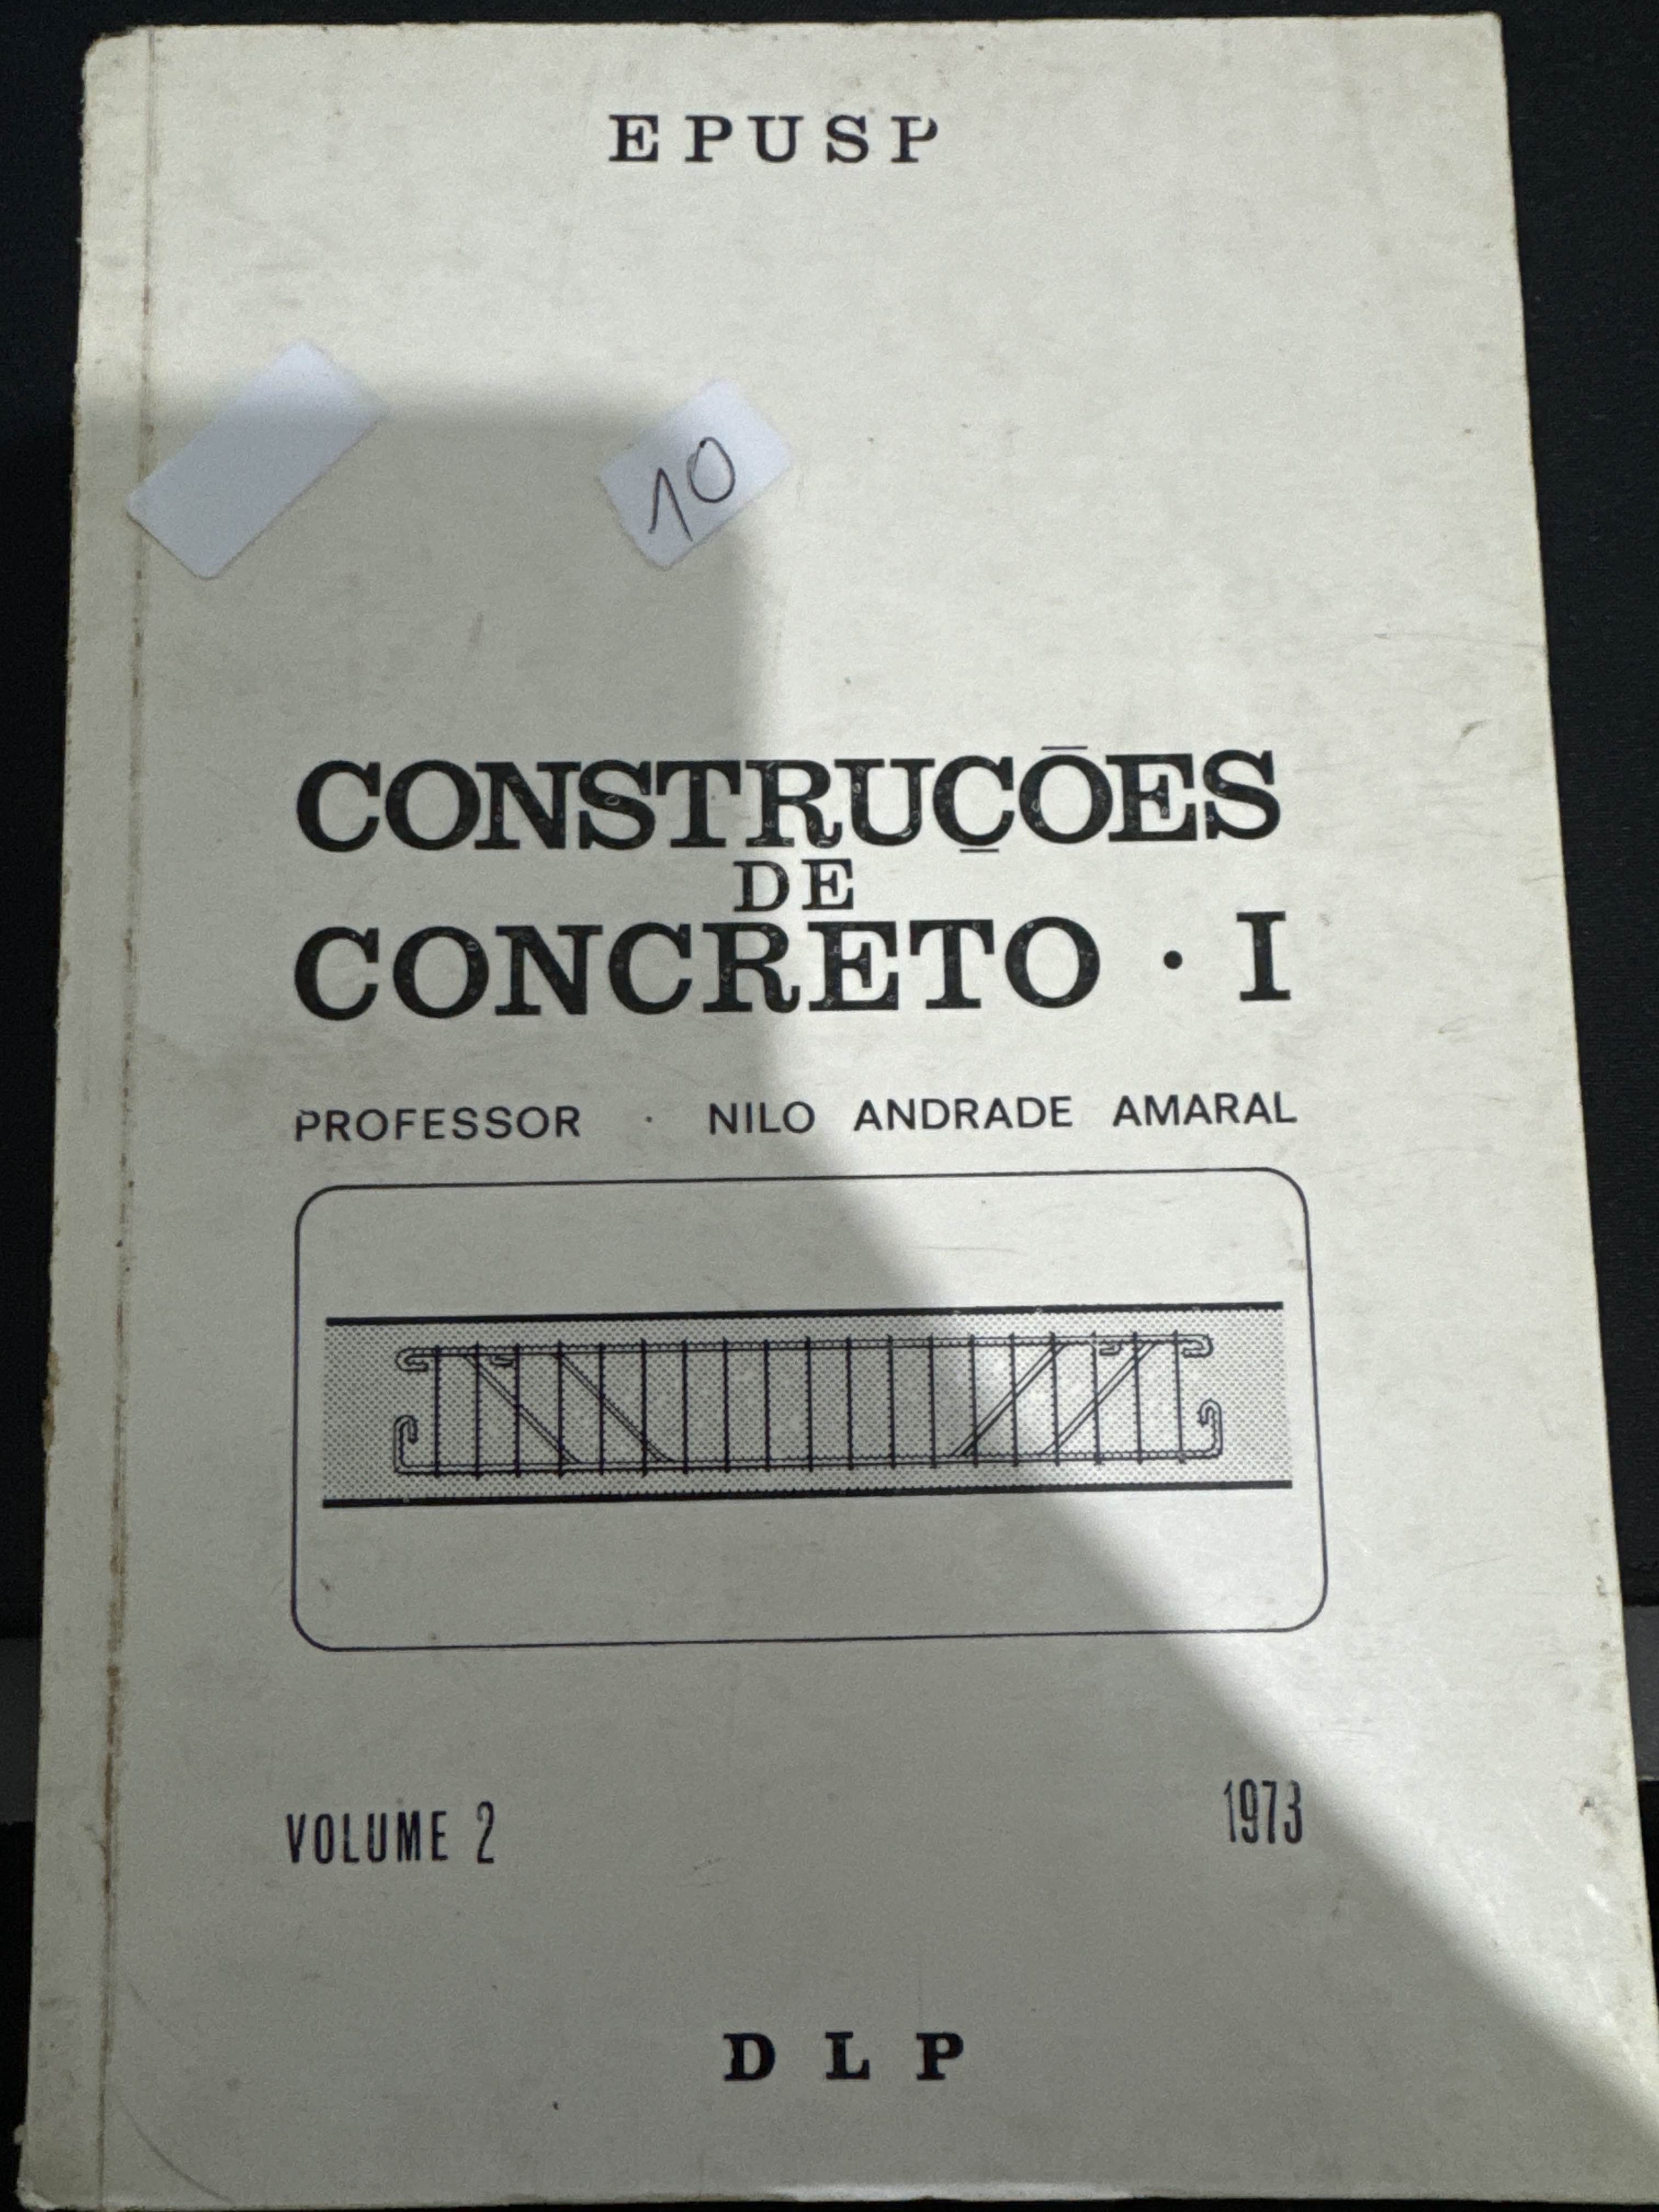 EPUSP
10
CONSTRUÇÕES
DE
CONCRETO · I
PROFESSOR · NILO ANDRADE AMARAL
VOLUME 2
1973
DLP